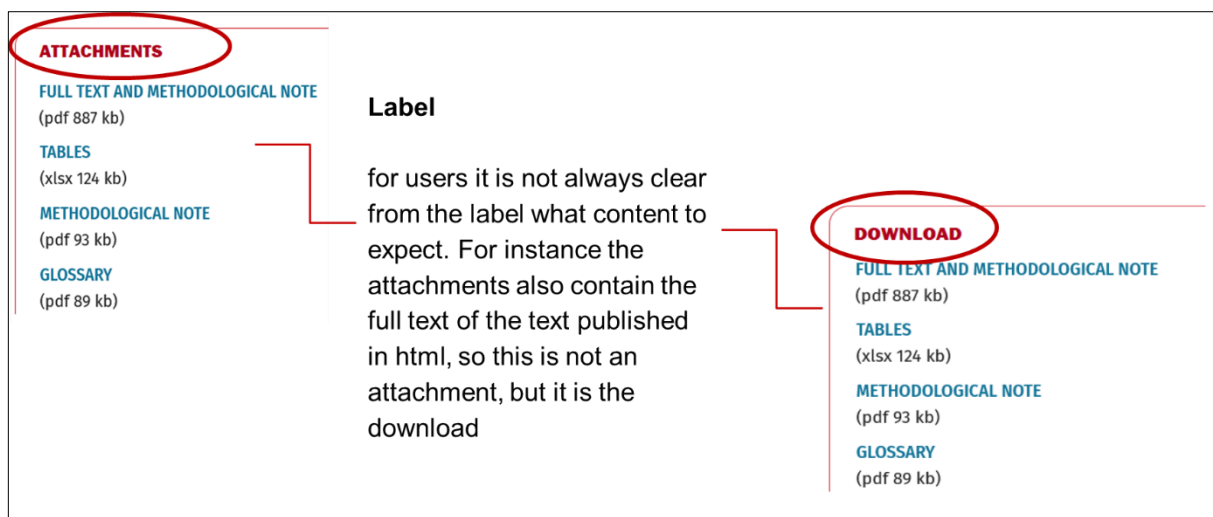 ATTACHMENTS
FULL TEXT AND METHODOLOGICAL NOTE
(pdf 887 kb)
TABLES
(xlsx 124 kb)
METHODOLOGICAL NOTE
(pdf 93 kb)
GLOSSARY
(pdf 89 kb)
Label
for users it is not always clear
from the label what content to
expect. For instance the
attachments also contain the
full text of the text published
in html, so this is not an
attachment, but it is the
download
DOWNLOAD
FULL TEXT AND METHODOLOGICAL NOTE
(pdf 887 kb)
TABLES
(xlsx 124 kb)
METHODOLOGICAL NOTE
(pdf 93 kb)
GLOSSARY
(pdf 89 kb)